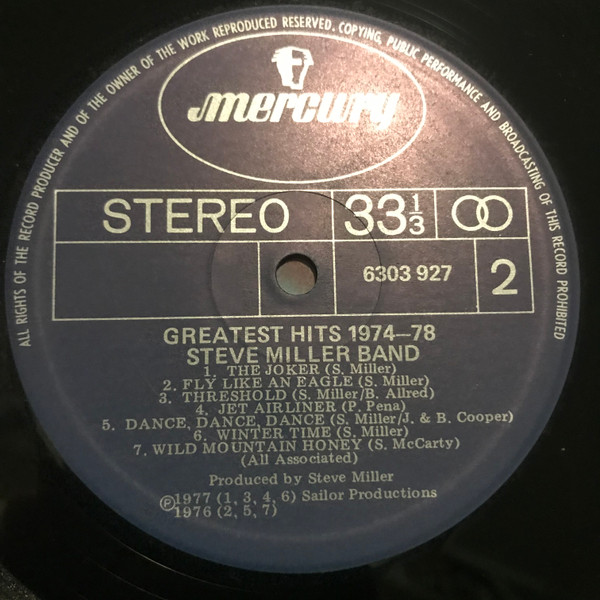 ALL RIGHTS OF THE RECORD PRODUCER AND OF THE OWNER OF THE WORK REPRODUCED RESERVED. COPYING, PUBLIC PERFORMANCE AND BROADCASTING OF THIS RECORD PROHIBITED
mercury
STEREO 33 1/3
6303 927 2
GREATEST HITS 1974—78
STEVE MILLER BAND
1. THE JOKER (S. Miller)
2. FLY LIKE AN EAGLE (S. Miller)
3. THRESHOLD (S. Miller/B. Allred)
4. JET AIRLINER (P. Pena)
5. DANCE, DANCE, DANCE (S. Miller/J. & B. Cooper)
6. WINTER TIME (S. Miller)
7. WILD MOUNTAIN HONEY (S. McCarty)
(All Associated)
Produced by Steve Miller
℗1977 (1, 3, 4, 6) Sailor Productions
1976 (2, 5, 7)